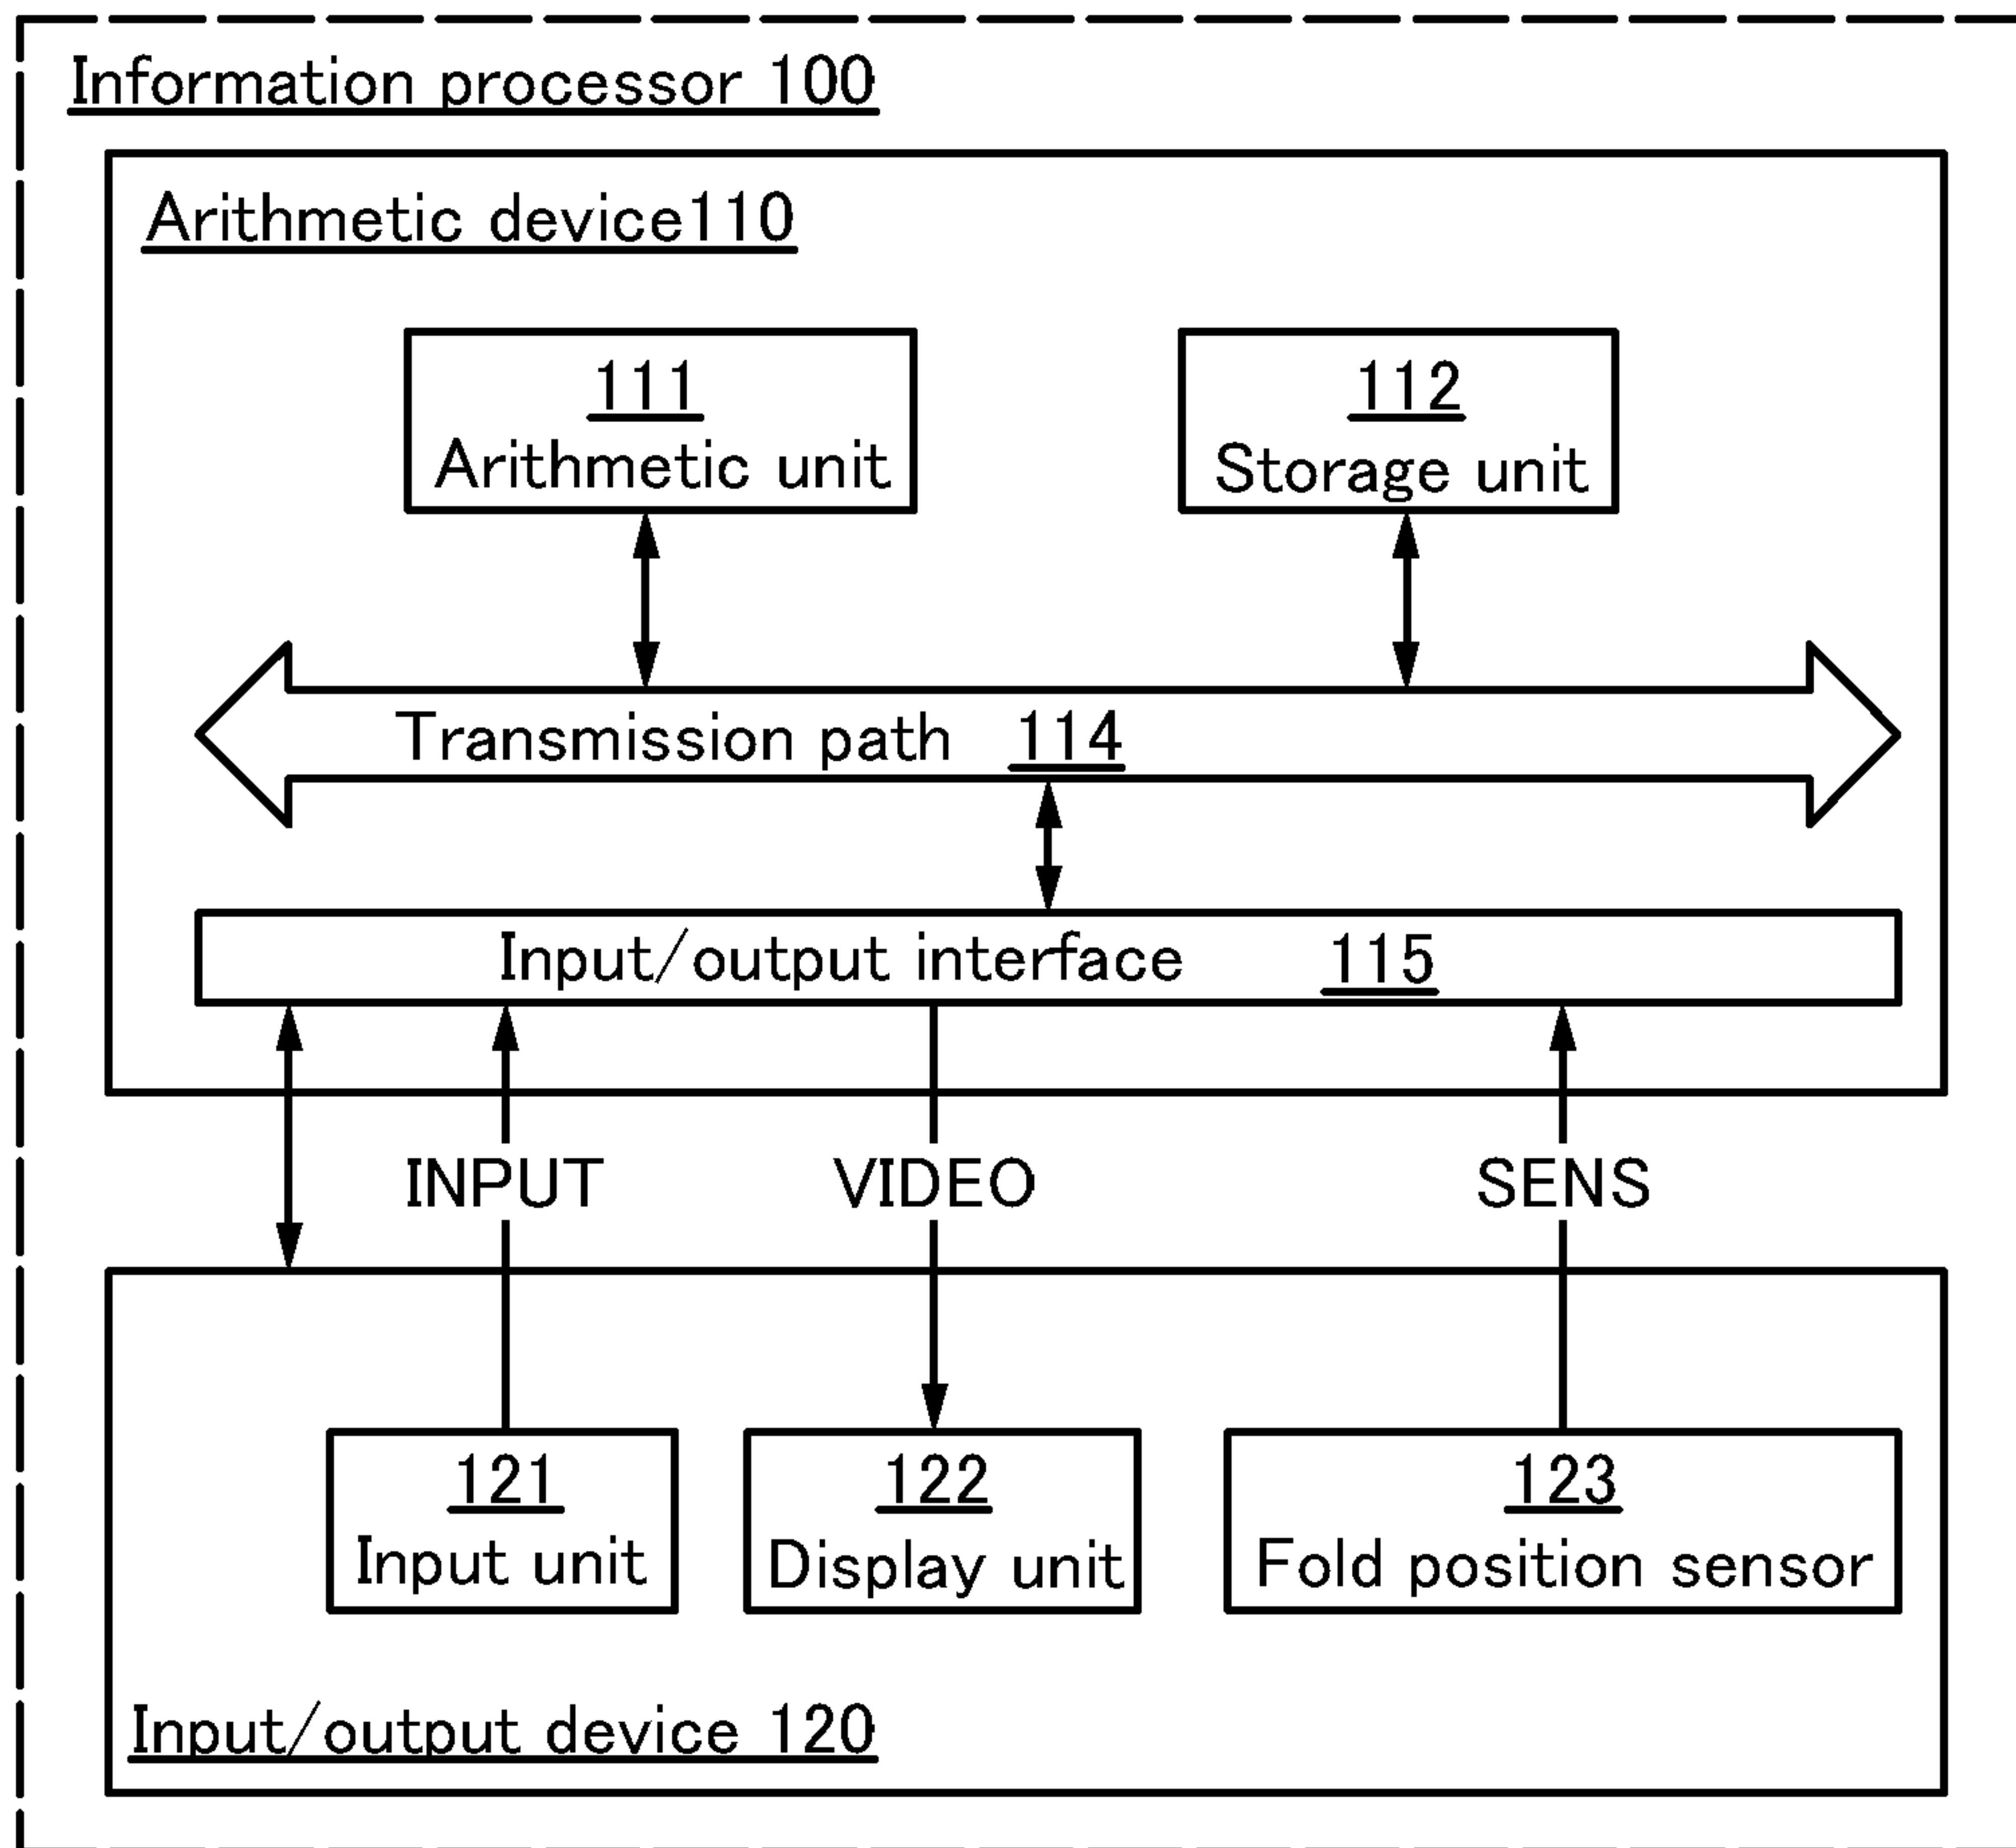 Information processor 100
Arithmetic device110
111
Arithmetic unit
112
Storage unit
Transmission path 114
Input/output interface 115
INPUT
VIDEO
SENS
121
Input unit
122
Display unit
123
Fold position sensor
Input/output device 120